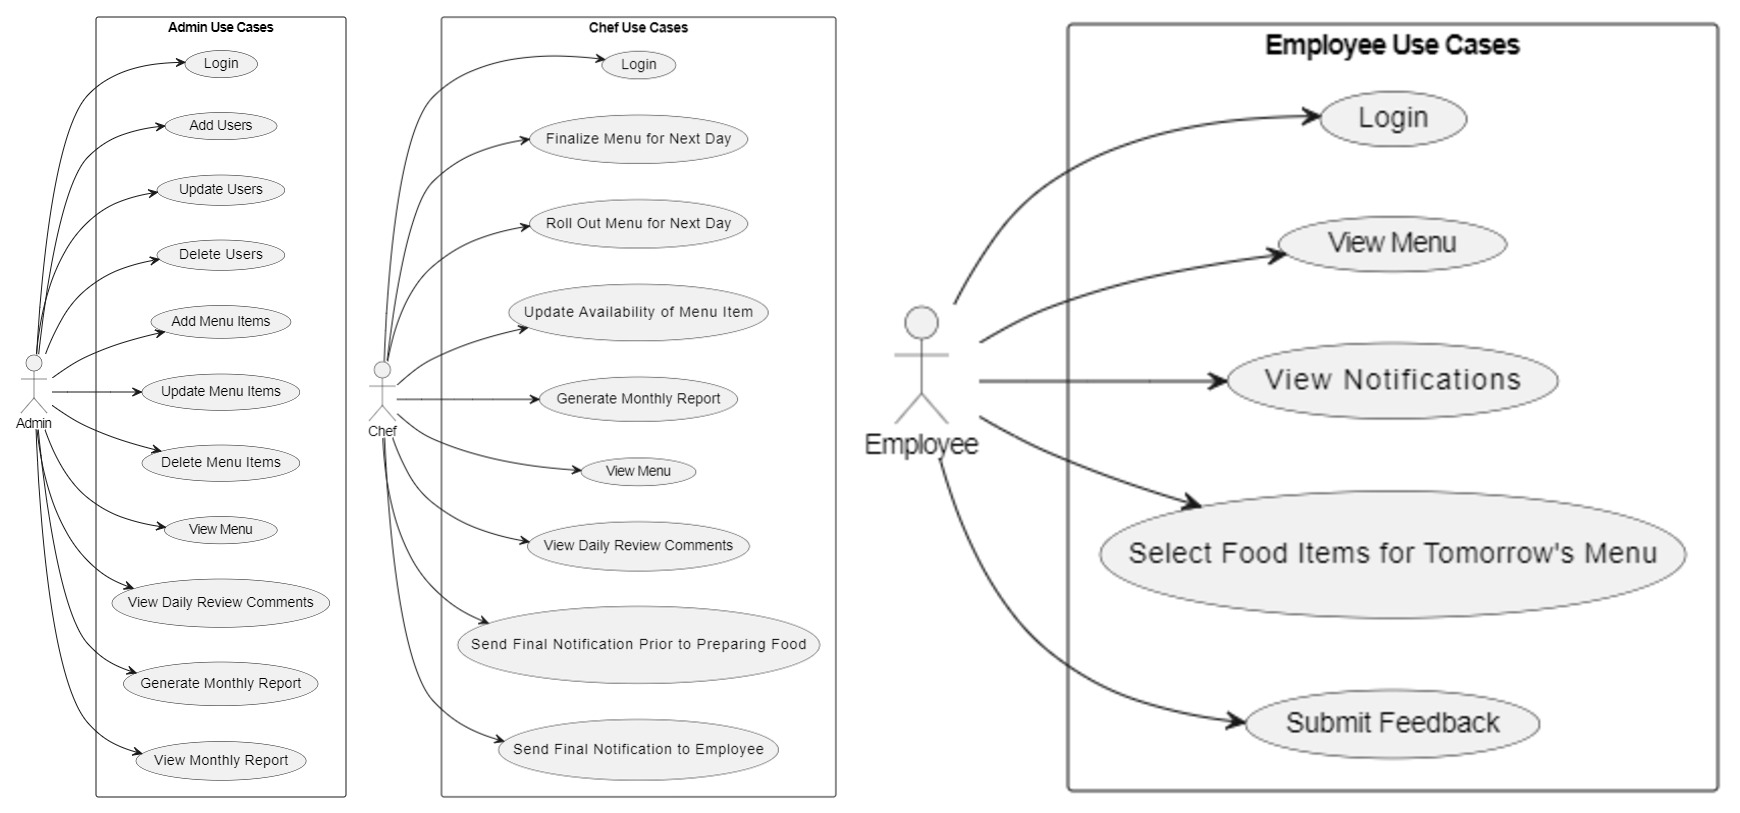 Admin Use Cases
Login
Add Users
Update Users
Delete Users
Add Menu Items
Update Menu Items
Delete Menu Items
View Menu
View Daily Review Comments
Generate Monthly Report
View Monthly Report
Admin
Chef Use Cases
Login
Finalize Menu for Next Day
Roll Out Menu for Next Day
Update Availability of Menu Item
Generate Monthly Report
View Menu
View Daily Review Comments
Send Final Notification Prior to Preparing Food
Send Final Notification to Employee
Chef
Employee Use Cases
Login
View Menu
View Notifications
Select Food Items for Tomorrow's Menu
Submit Feedback
Employee